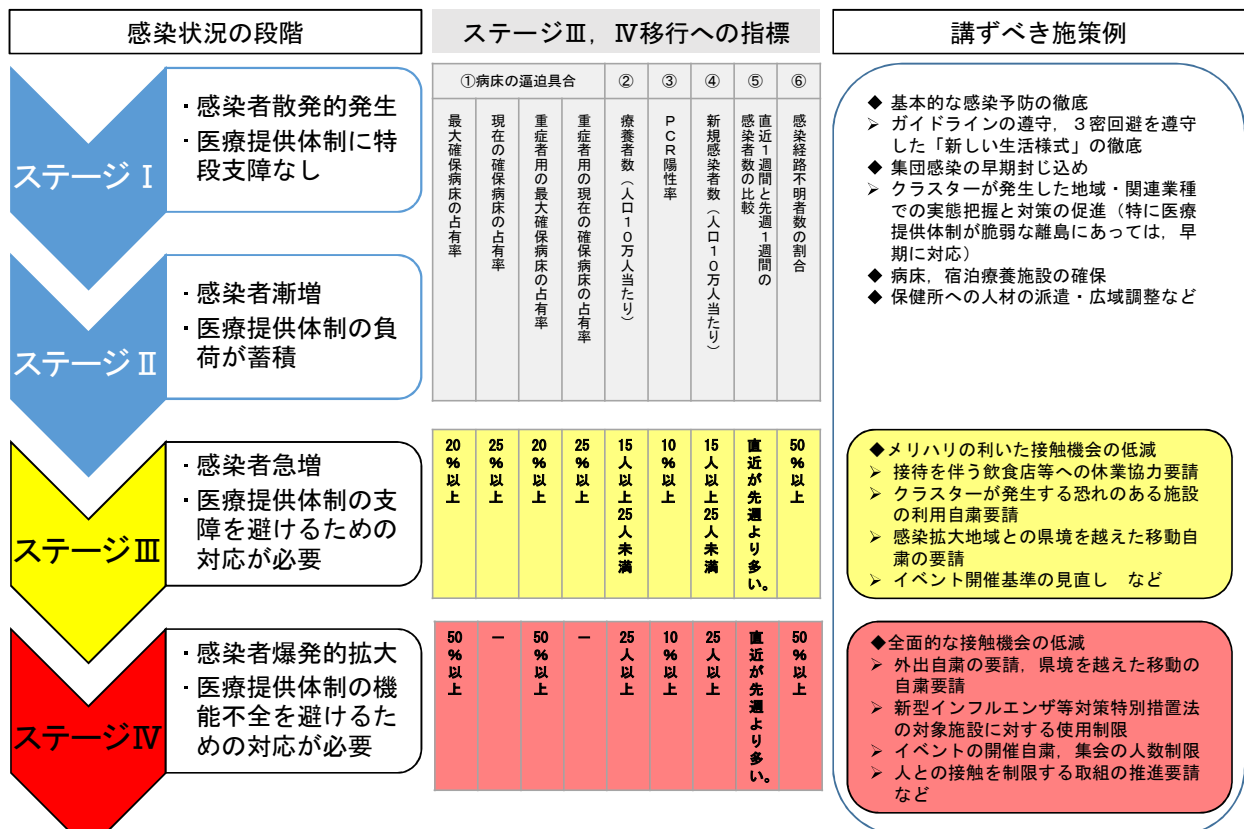 感染状況の段階
ステージⅢ，Ⅳ移行への指標
講ずべき施策例
ステージⅠ
・感染者散発的発生
・医療提供体制に特
段支障なし
ステージⅡ
・感染者漸増
・医療提供体制の負
荷が蓄積
ステージⅢ
・感染者急増
・医療提供体制の支
障を避けるための
対応が必要
ステージⅣ
・感染者爆発的拡大
・医療提供体制の機
能不全を避けるた
めの対応が必要
①病床の逼迫具合
②
③
④
⑤
⑥
最大確保病床の占有率
現在の確保病床の占有率
重症者用の最大確保病床の占有率
重症者用の現在の確保病床の占有率
療養者数（人口１０万人当たり）
ＰＣＲ陽性率
新規感染者数（人口１０万人当たり）
直近１週間と先週１週間の
感染者数の比較
感染経路不明者数の割合
20％以上
25％以上
20％以上
25％以上
15人以上25人未満
10％以上
15人以上25人未満
直近が先週より多い。
50％以上
50％以上
－
50％以上
－
25人以上
10％以上
25人以上
直近が先週より多い。
50％以上
◆ 基本的な感染予防の徹底
➢ ガイドラインの遵守，３密回避を遵守
した「新しい生活様式」の徹底
◆ 集団感染の早期封じ込め
➢ クラスターが発生した地域・関連業種
での実態把握と対策の促進（特に医療
提供体制が脆弱な離島にあっては，早
期に対応）
◆ 病床，宿泊療養施設の確保
◆ 保健所への人材の派遣・広域調整など
◆メリハリの利いた接触機会の低減
➢ 接待を伴う飲食店等への休業協力要請
➢ クラスターが発生する恐れのある施設
の利用自粛要請
➢ 感染拡大地域との県境を越えた移動自
粛の要請
➢ イベント開催基準の見直し　など
◆全面的な接触機会の低減
➢ 外出自粛の要請，県境を越えた移動の
自粛要請
➢ 新型インフルエンザ等対策特別措置法
の対象施設に対する使用制限
➢ イベントの開催自粛，集会の人数制限
➢ 人との接触を制限する取組の推進要請
など